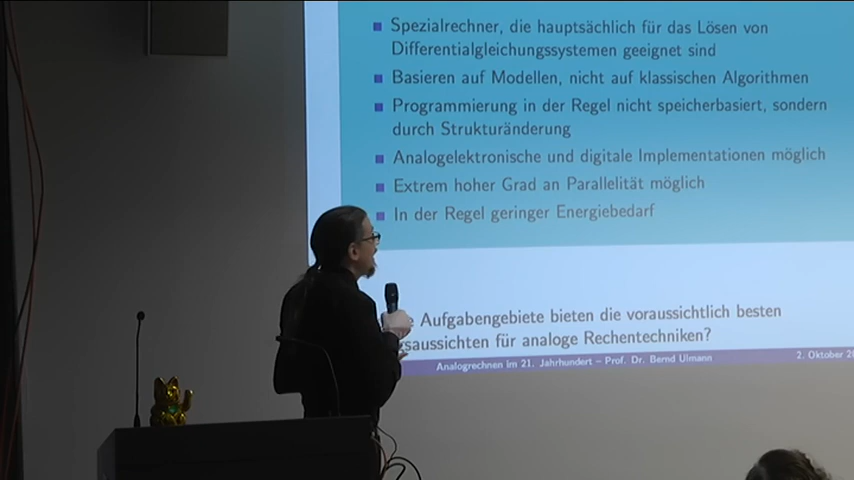 Spezialrechner, die hauptsächlich für das Lösen von
Differentialgleichungssystemen geeignet sind
Basieren auf Modellen, nicht auf klassischen Algorithmen
Programmierung in der Regel nicht speicherbasiert, sondern
durch Strukturänderung
Analogelektronische und digitale Implementationen möglich
Extrem hoher Grad an Parallelität möglich
In der Regel geringer Energiebedarf
Aufgabengebiete bieten die voraussichtlich besten
für analoge Rechentechniken?
Analogrechnen im 21. Jahrhundert – Prof. Dr. Bernd Ulmann
2. Oktober